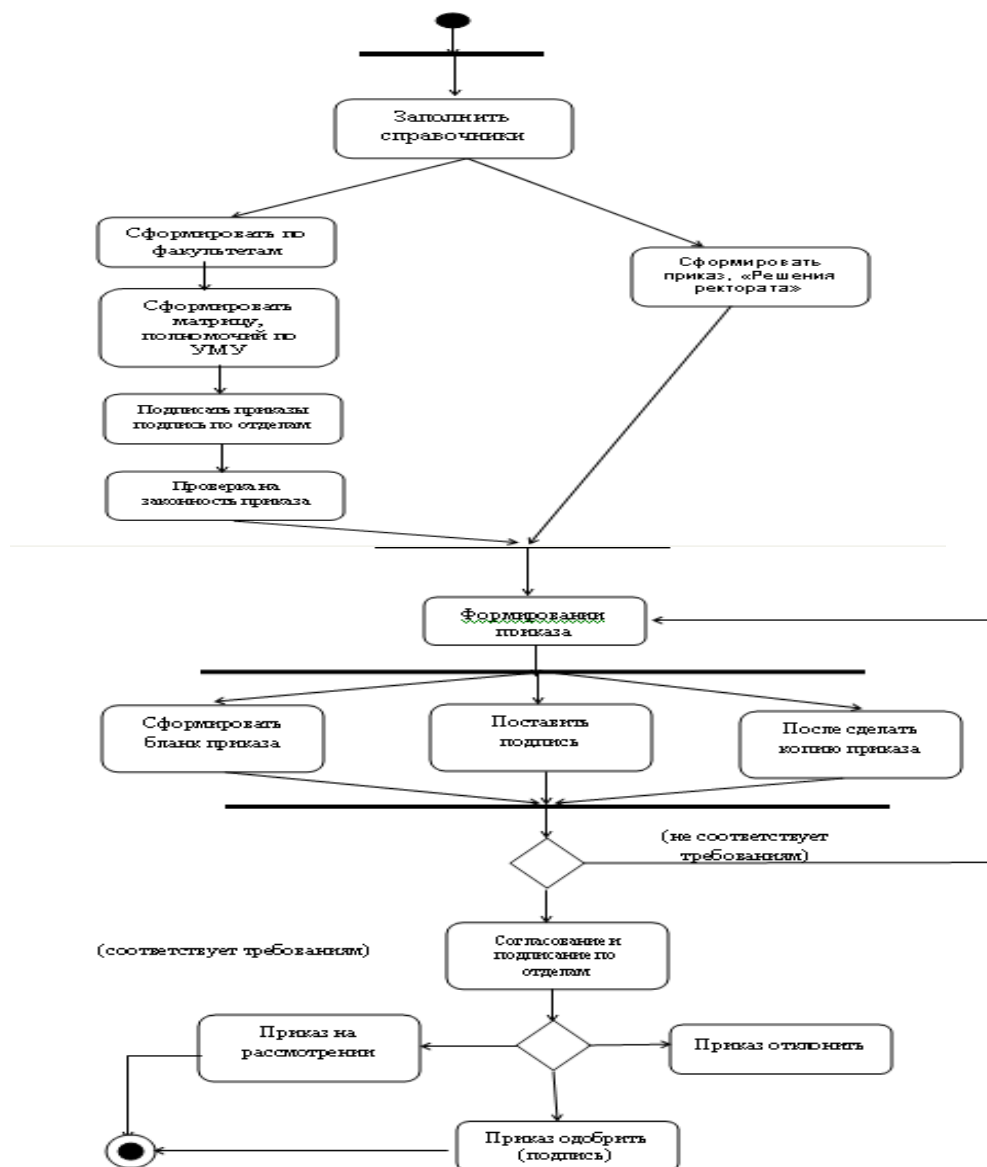 Заполнить
справочники
Сформировать по
факультетам
Сформировать
приказ, «Решения
ректората»
Сформировать
матрицу,
полномочий по
УМУ
Подписать приказы
подпись по отделам
Проверка на
законность приказа
Формировании
приказа
Сформировать
бланк приказа
Поставить
подпись
После сделать
копию приказа
(не соответствует
требованиям)
(соответствует требованиям)
Согласование и
подписание по
отделам
Приказ на
рассмотрении
Приказ отклонить
Приказ одобрить
(подпись)